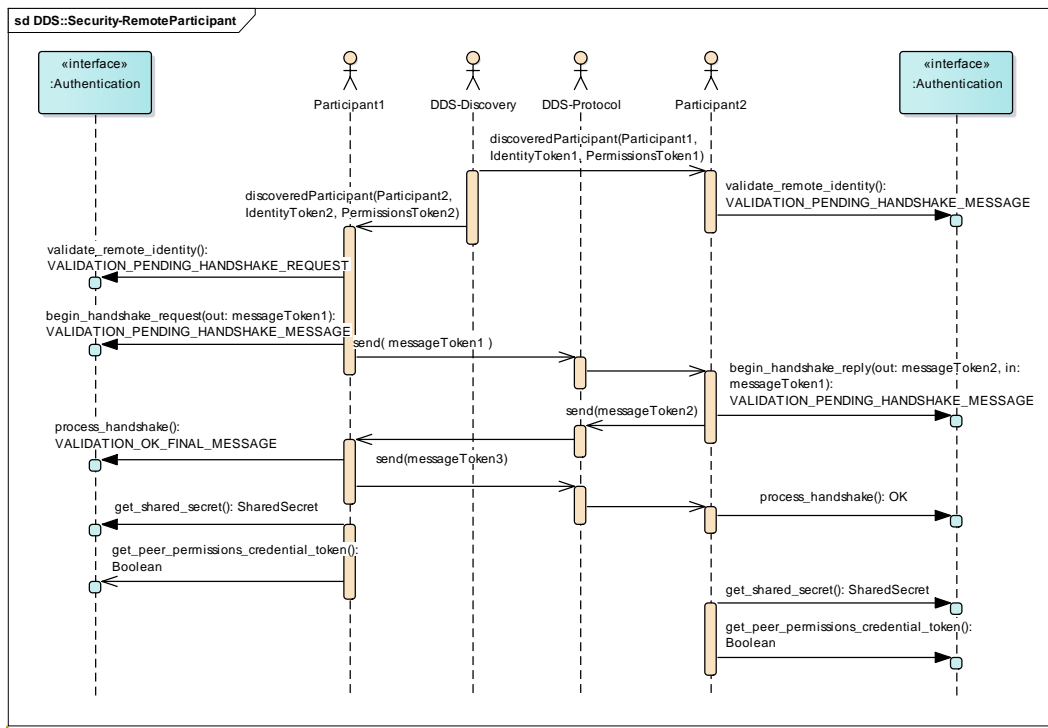 sd DDS::Security-RemoteParticipant
«interface»
:Authentication
Participant1
DDS-Discovery
DDS-Protocol
Participant2
«interface»
:Authentication
discoveredParticipant(Participant1,
IdentityToken1, PermissionsToken1)
validate_remote_identity():
VALIDATION_PENDING_HANDSHAKE_MESSAGE
discoveredParticipant(Participant2,
IdentityToken2, PermissionsToken2)
validate_remote_identity():
VALIDATION_PENDING_HANDSHAKE_REQUEST
begin_handshake_request(out: messageToken1):
VALIDATION_PENDING_HANDSHAKE_MESSAGE
send( messageToken1 )
begin_handshake_reply(out: messageToken2, in:
messageToken1):
VALIDATION_PENDING_HANDSHAKE_MESSAGE
send(messageToken2)
process_handshake():
VALIDATION_OK_FINAL_MESSAGE
send(messageToken3)
process_handshake(): OK
get_shared_secret(): SharedSecret
get_peer_permissions_credential_token():
Boolean
get_shared_secret(): SharedSecret
get_peer_permissions_credential_token():
Boolean